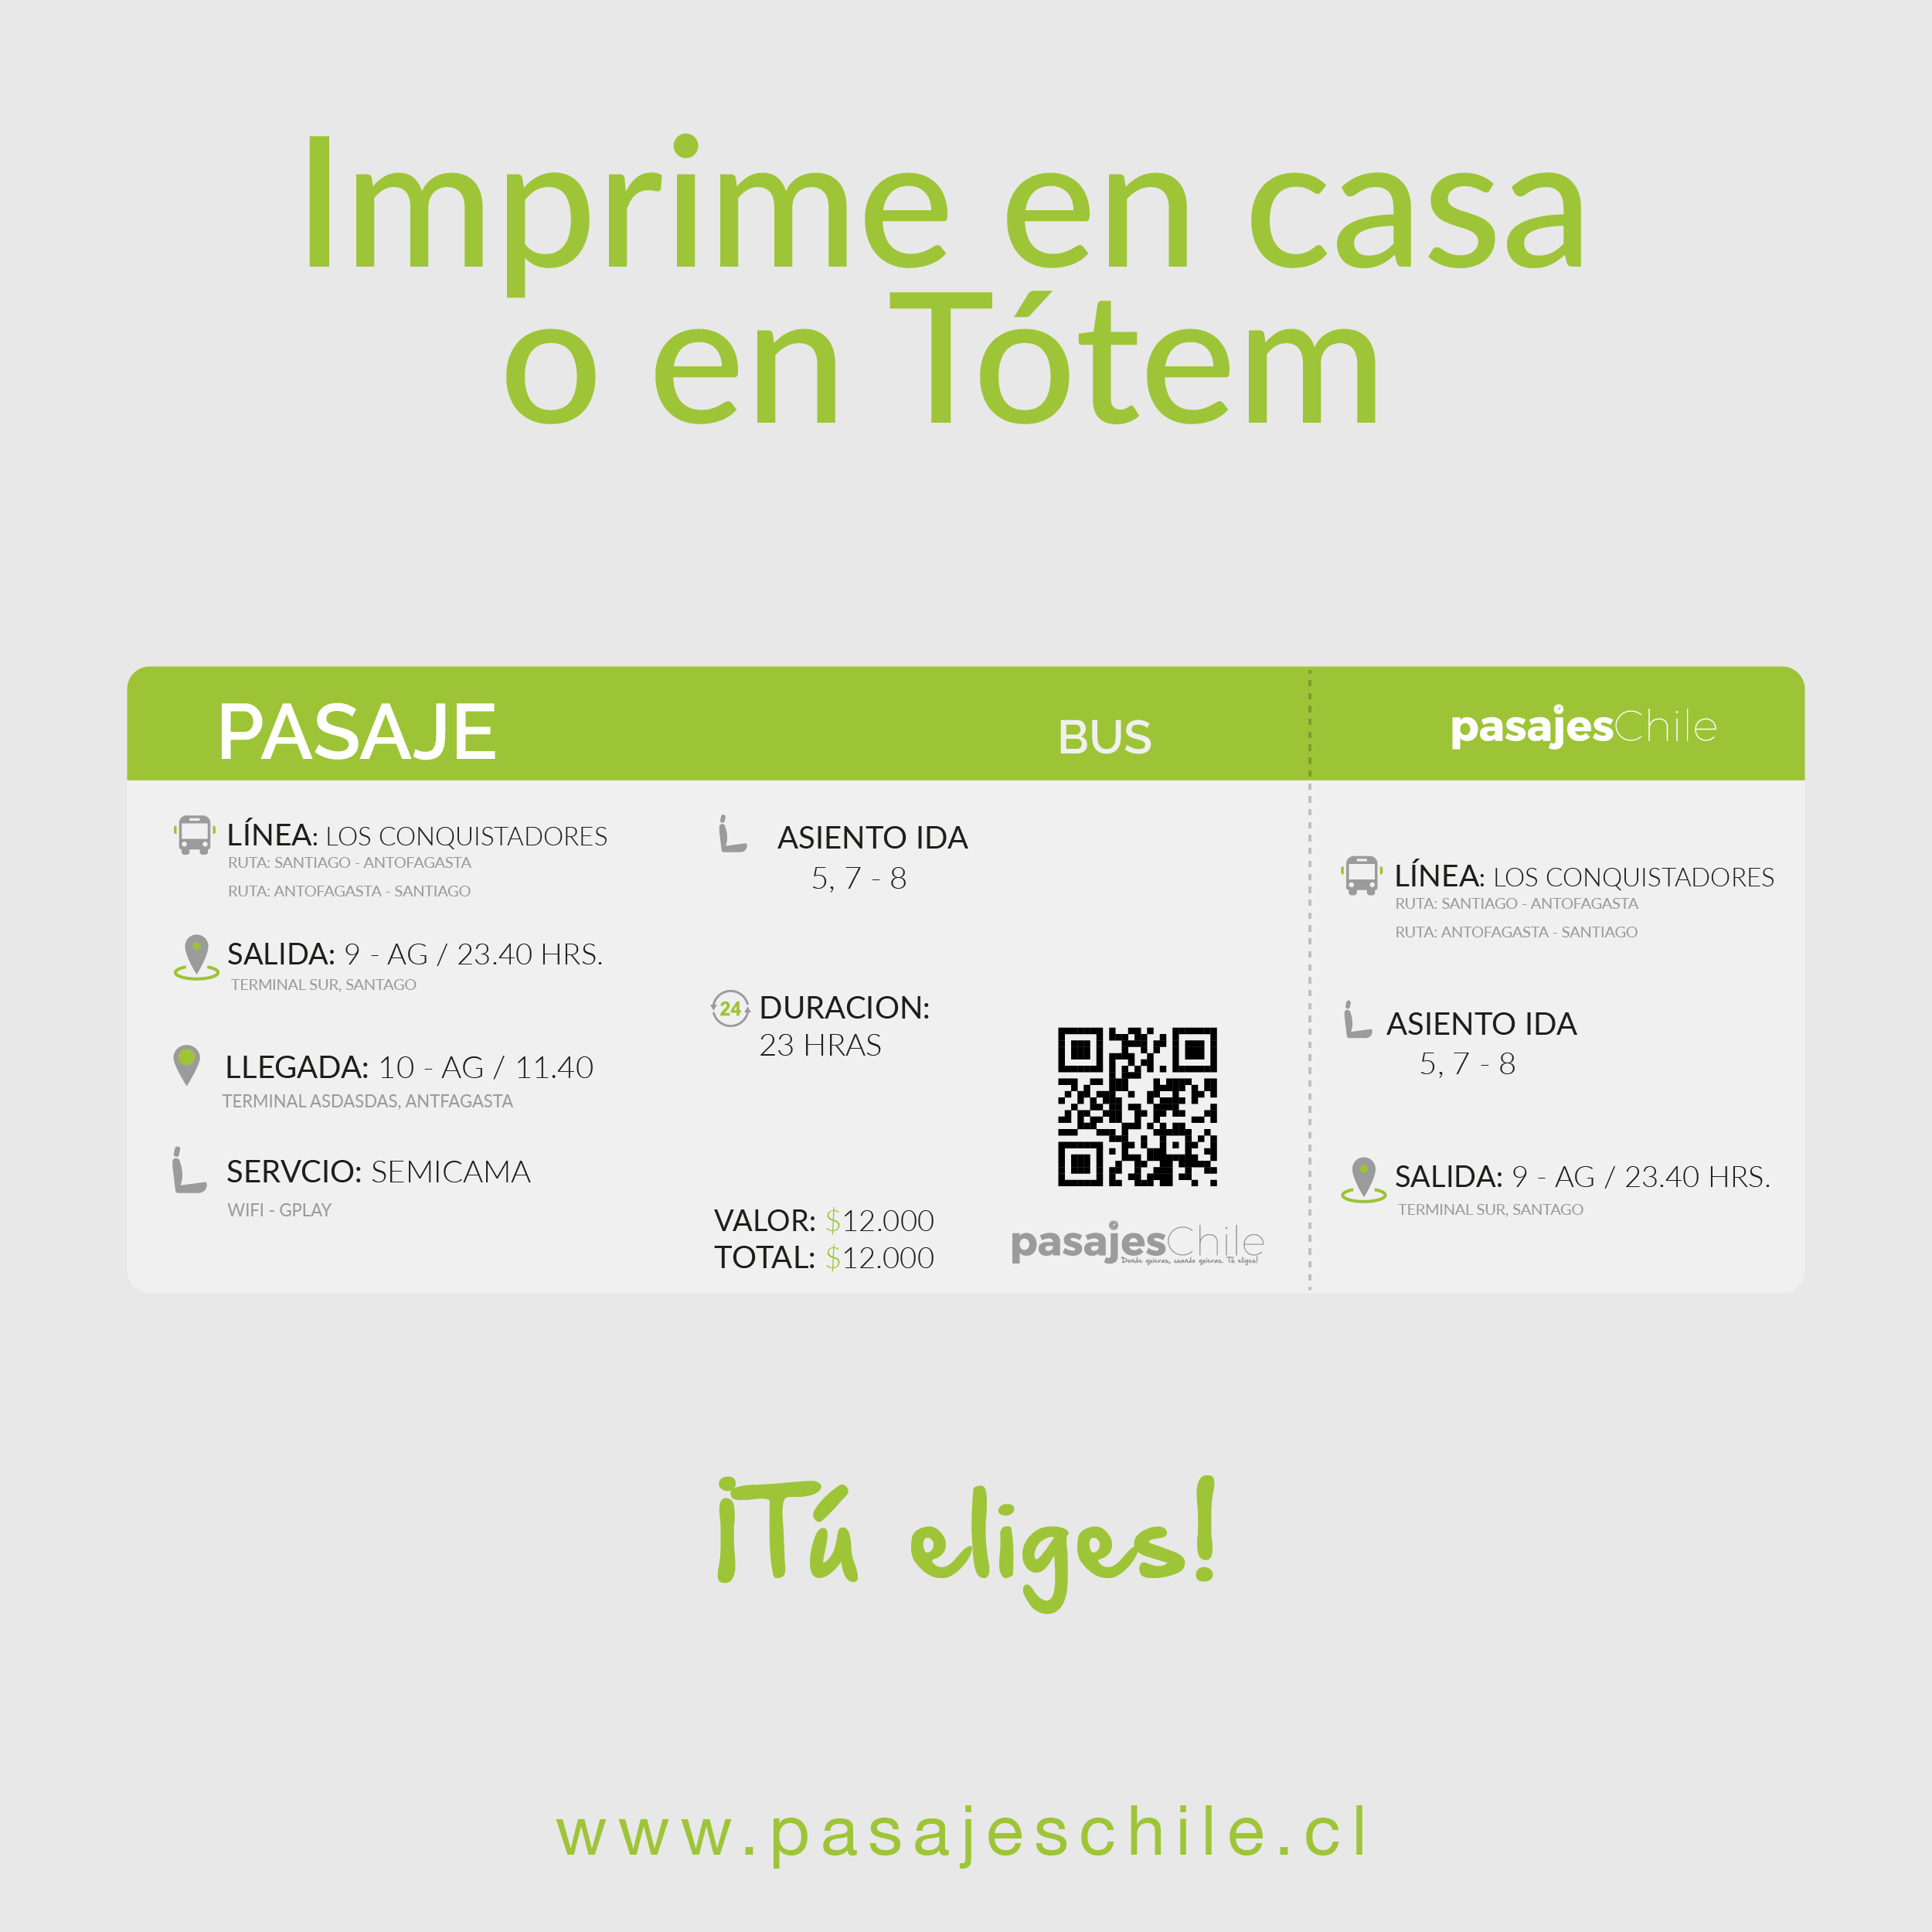 Imprime en casa
o en Tótem
PASAJE
BUS
pasajesChile
LÍNEA: LOS CONQUISTADORES
RUTA: SANTIAGO - ANTOFAGASTA
RUTA: ANTOFAGASTA - SANTIAGO
SALIDA: 9 - AG / 23.40 HRS.
TERMINAL SUR, SANTAGO
LLEGADA: 10 - AG / 11.40
TERMINAL ASDASDAS, ANTFAGASTA
SERVCIO: SEMICAMA
WIFI - GPLAY
ASIENTO IDA
5, 7 - 8
24
DURACION:
23 HRAS
VALOR: $12.000
TOTAL: $12.000
pasajesChile
Donde quieras, cuando quieras. Tú eliges!
LÍNEA: LOS CONQUISTADORES
RUTA: SANTIAGO - ANTOFAGASTA
RUTA: ANTOFAGASTA - SANTIAGO
ASIENTO IDA
5, 7 - 8
SALIDA: 9 - AG / 23.40 HRS.
TERMINAL SUR, SANTAGO
¡Tú eliges!
www.pasajeschile.cl